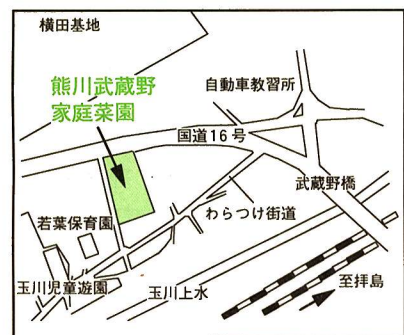 横田基地
自動車教習所
熊川武蔵野
家庭菜園
国道16号
武蔵野橋
わらつけ街道
若葉保育園
玉川児童遊園
玉川上水
至拝島